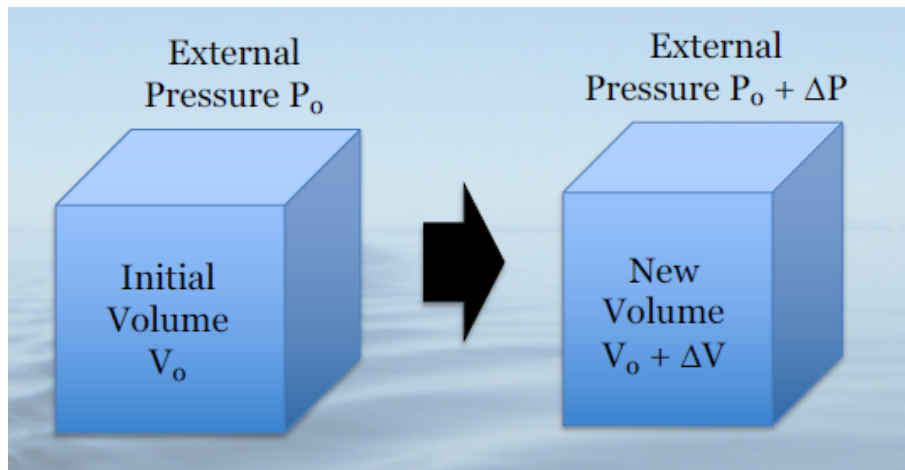 External
Pressure Pₒ
External
Pressure Pₒ + ΔP
Initial
Volume
Vₒ
New
Volume
Vₒ + ΔV